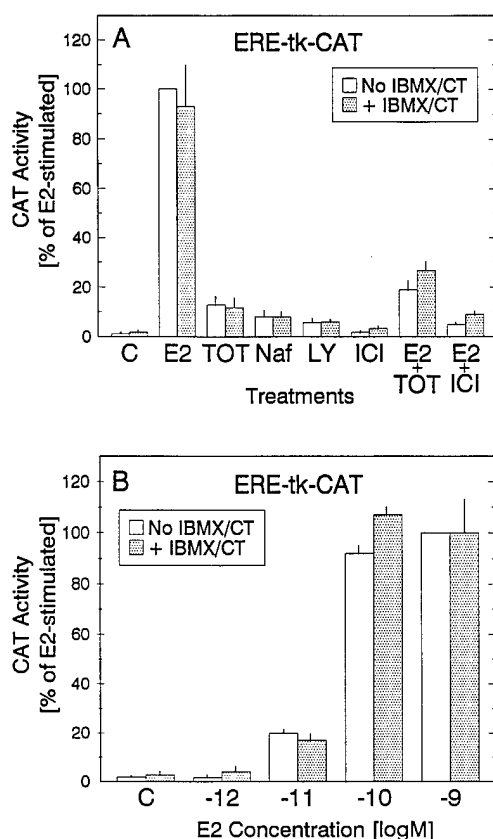 A
ERE-tk-CAT
No IBMX/CT
+ IBMX/CT
CAT Activity
[% of E2-stimulated]
120
100
80
60
40
20
0
C E2 TOT Naf LY ICI E2 + TOT E2 + ICI
Treatments
B
ERE-tk-CAT
No IBMX/CT
+ IBMX/CT
CAT Activity
[% of E2-stimulated]
120
100
80
60
40
20
0
C -12 -11 -10 -9
E2 Concentration [logM]